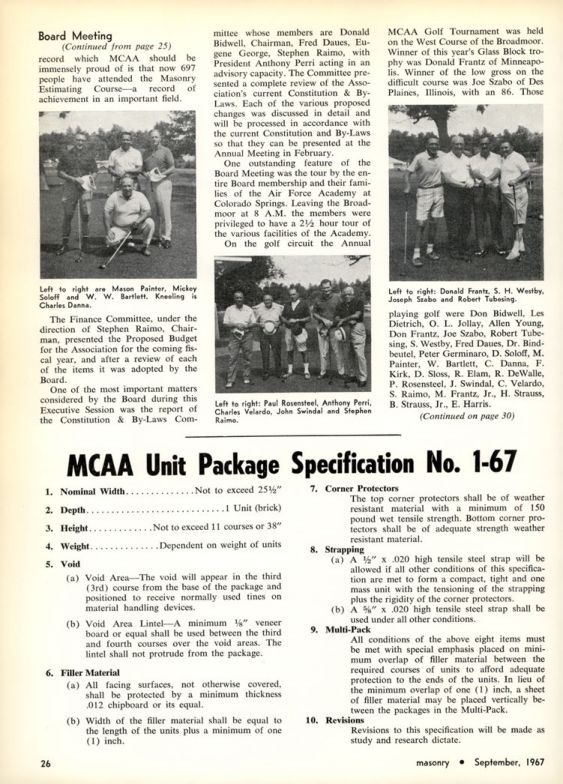 Board Meeting
(Continued from page 25)
record which MCAA should be
immensely proud of is that now 697
people have attended the Masonry
Estimating Course—a record of
achievement in an important field.
Left to right are Mason Painter, Mickey
Soloff and W. W. Bartlett. Kneeling is
Charles Danna.
The Finance Committee, under the
direction of Stephen Raimo, Chair-
man, presented the Proposed Budget
for the Association for the coming fis-
cal year, and after a review of each
of the items it was adopted by the
Board.
One of the most important matters
considered by the Board during this
Executive Session was the report of
the Constitution & By-Laws Com-
mittee whose members are Donald
Bidwell, Chairman, Fred Daues, Eu-
gene George, Stephen Raimo, with
President Anthony Perri acting in an
advisory capacity. The Committee pre-
sented a complete review of the Asso-
ciation's current Constitution & By-
Laws. Each of the various proposed
changes was discussed in detail and
will be processed in accordance with
the current Constitution and By-Laws
so that they can be presented at the
Annual Meeting in February.
One outstanding feature of the
Board Meeting was the tour by the en-
tire Board membership and their fami-
lies of the Air Force Academy at
Colorado Springs. Leaving the Broad-
moor at 8 A.M. the members were
privileged to have a 2½ hour tour of
the various facilities of the Academy.
On the golf circuit the Annual
Left to right: Paul Rosensteel, Anthony Perri,
Charles Velardo, John Swindal and Stephen
Raimo.
MCAA Golf Tournament was held
on the West Course of the Broadmoor.
Winner of this year's Glass Block tro-
phy was Donald Frantz of Minneapo-
lis. Winner of the low gross on the
difficult course was Joe Szabo of Des
Plaines, Illinois, with an 86. Those
Left to right: Donald Frantz, S. H. Westby,
Joseph Szabo and Robert Tubesing.
playing golf were Don Bidwell, Les
Dietrich, O. L. Jollay, Allen Young,
Don Frantz, Joe Szabo, Robert Tube-
sing, S. Westby, Fred Daues, Dr. Bind-
beutel, Peter Germinaro, D. Soloff, M.
Painter, W. Bartlett, C. Danna, F.
Kirk, D. Sloss, R. Elam, R. DeWalle,
P. Rosensteel, J. Swindal, C. Velardo,
S. Raimo, M. Frantz, Jr., H. Strauss,
B. Strauss, Jr., E. Harris.
(Continued on page 30)
MCAA Unit Package Specification No. 1-67
1. Nominal Width.............Not to exceed 25½"
2. Depth...........................1 Unit (brick)
3. Height............Not to exceed 11 courses or 38"
4. Weight.............Dependent on weight of units
5. Void
(a) Void Area—The void will appear in the third
(3rd) course from the base of the package and
positioned to receive normally used tines on
material handling devices.
(b) Void Area Lintel—A minimum ⅛" veneer
board or equal shall be used between the third
and fourth courses over the void areas. The
lintel shall not protrude from the package.
6. Filler Material
(a) All facing surfaces, not otherwise covered,
shall be protected by a minimum thickness
.012 chipboard or its equal.
(b) Width of the filler material shall be equal to
the length of the units plus a minimum of one
(1) inch.
7. Corner Protectors
The top corner protectors shall be of weather
resistant material with a minimum of 150
pound wet tensile strength. Bottom corner pro-
tectors shall be of adequate strength weather
resistant material.
8. Strapping
(a) A ½" x .020 high tensile steel strap will be
allowed if all other conditions of this specifica-
tion are met to form a compact, tight and one
mass unit with the tensioning of the strapping
plus the rigidity of the corner protectors.
(b) A ⅝" x .020 high tensile steel strap shall be
used under all other conditions.
9. Multi-Pack
All conditions of the above eight items must
be met with special emphasis placed on mini-
mum overlap of filler material between the
required courses of units to afford adequate
protection to the ends of the units. In lieu of
the minimum overlap of one (1) inch, a sheet
of filler material may be placed vertically be-
tween the packages in the Multi-Pack.
10. Revisions
Revisions to this specification will be made as
study and research dictate.
26
masonry • September, 1967